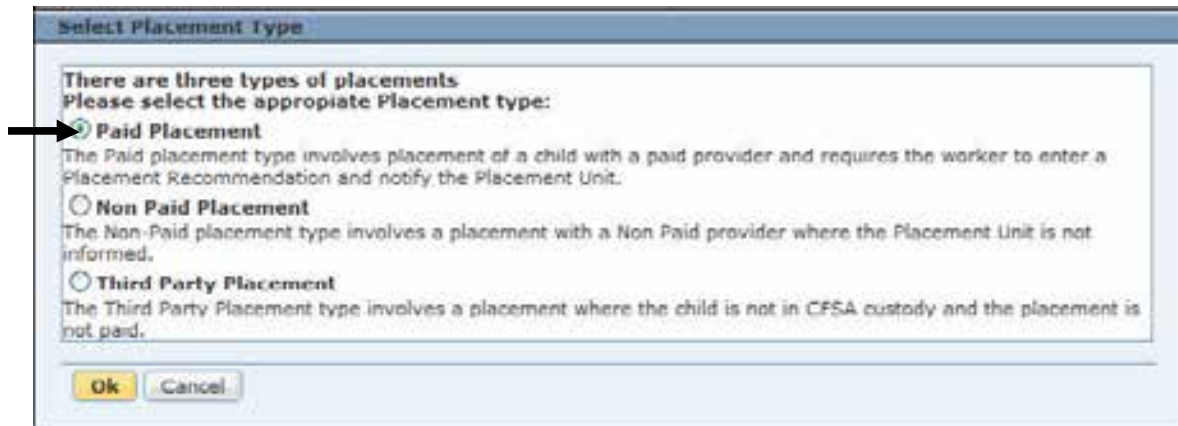 Select Placement Type
There are three types of placements
Please select the appropiate Placement type:
Paid Placement
The Paid placement type involves placement of a child with a paid provider and requires the worker to enter a
Placement Recommendation and notify the Placement Unit.
Non Paid Placement
The Non-Paid placement type involves a placement with a Non Paid provider where the Placement Unit is not
informed.
Third Party Placement
The Third Party Placement type involves a placement where the child is not in CFSA custody and the placement is
not paid.
Ok Cancel